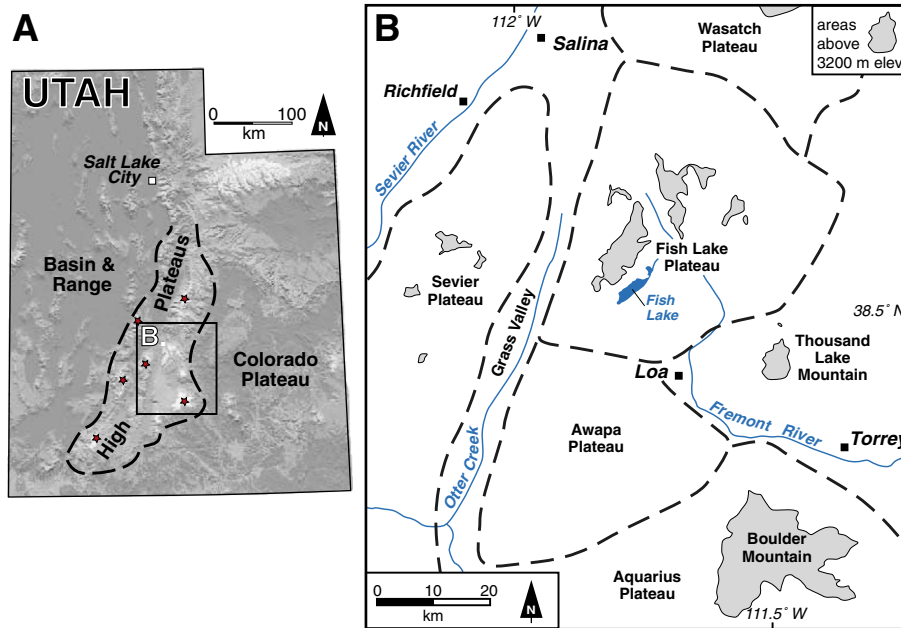 A
UTAH
0 100
km
N
Salt Lake
City
Basin &
Range
Plateaus
B
Colorado
Plateau
High
B
112° W
Wasatch
Plateau
areas
above
3200 m elev
Salina
Richfield
Sevier River
Fish Lake
Plateau
Sevier
Plateau
Fish
Lake
Grass Valley
38.5° N
Thousand
Lake
Mountain
Loa
Fremont River
Torrey
Awapa
Plateau
Otter Creek
Boulder
Mountain
Aquarius
Plateau
0 10 20
km
N
111.5° W